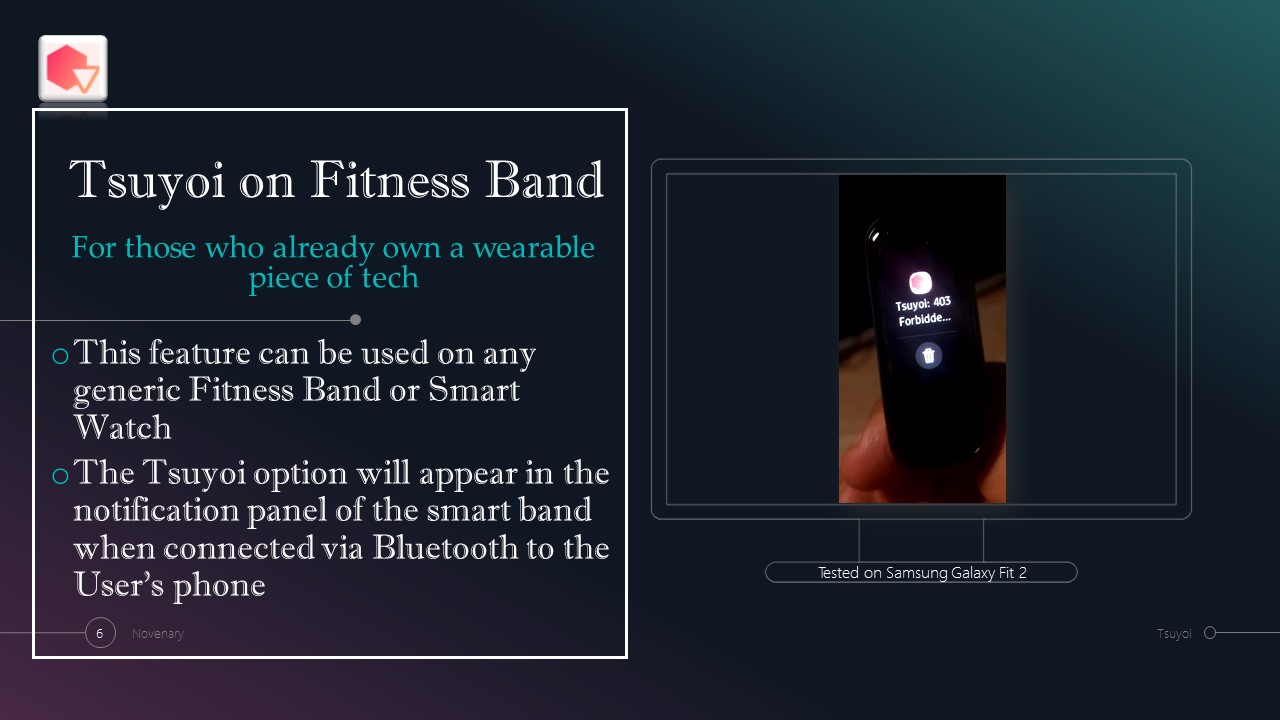 Tsuyoi on Fitness Band
For those who already own a wearable
piece of tech
o This feature can be used on any
generic Fitness Band or Smart
Watch
o The Tsuyoi option will appear in the
notification panel of the smart band
when connected via Bluetooth to the
User’s phone
6 Novenary
Tsuyoi: 403
Forbidde...
Tested on Samsung Galaxy Fit 2
Tsuyoi